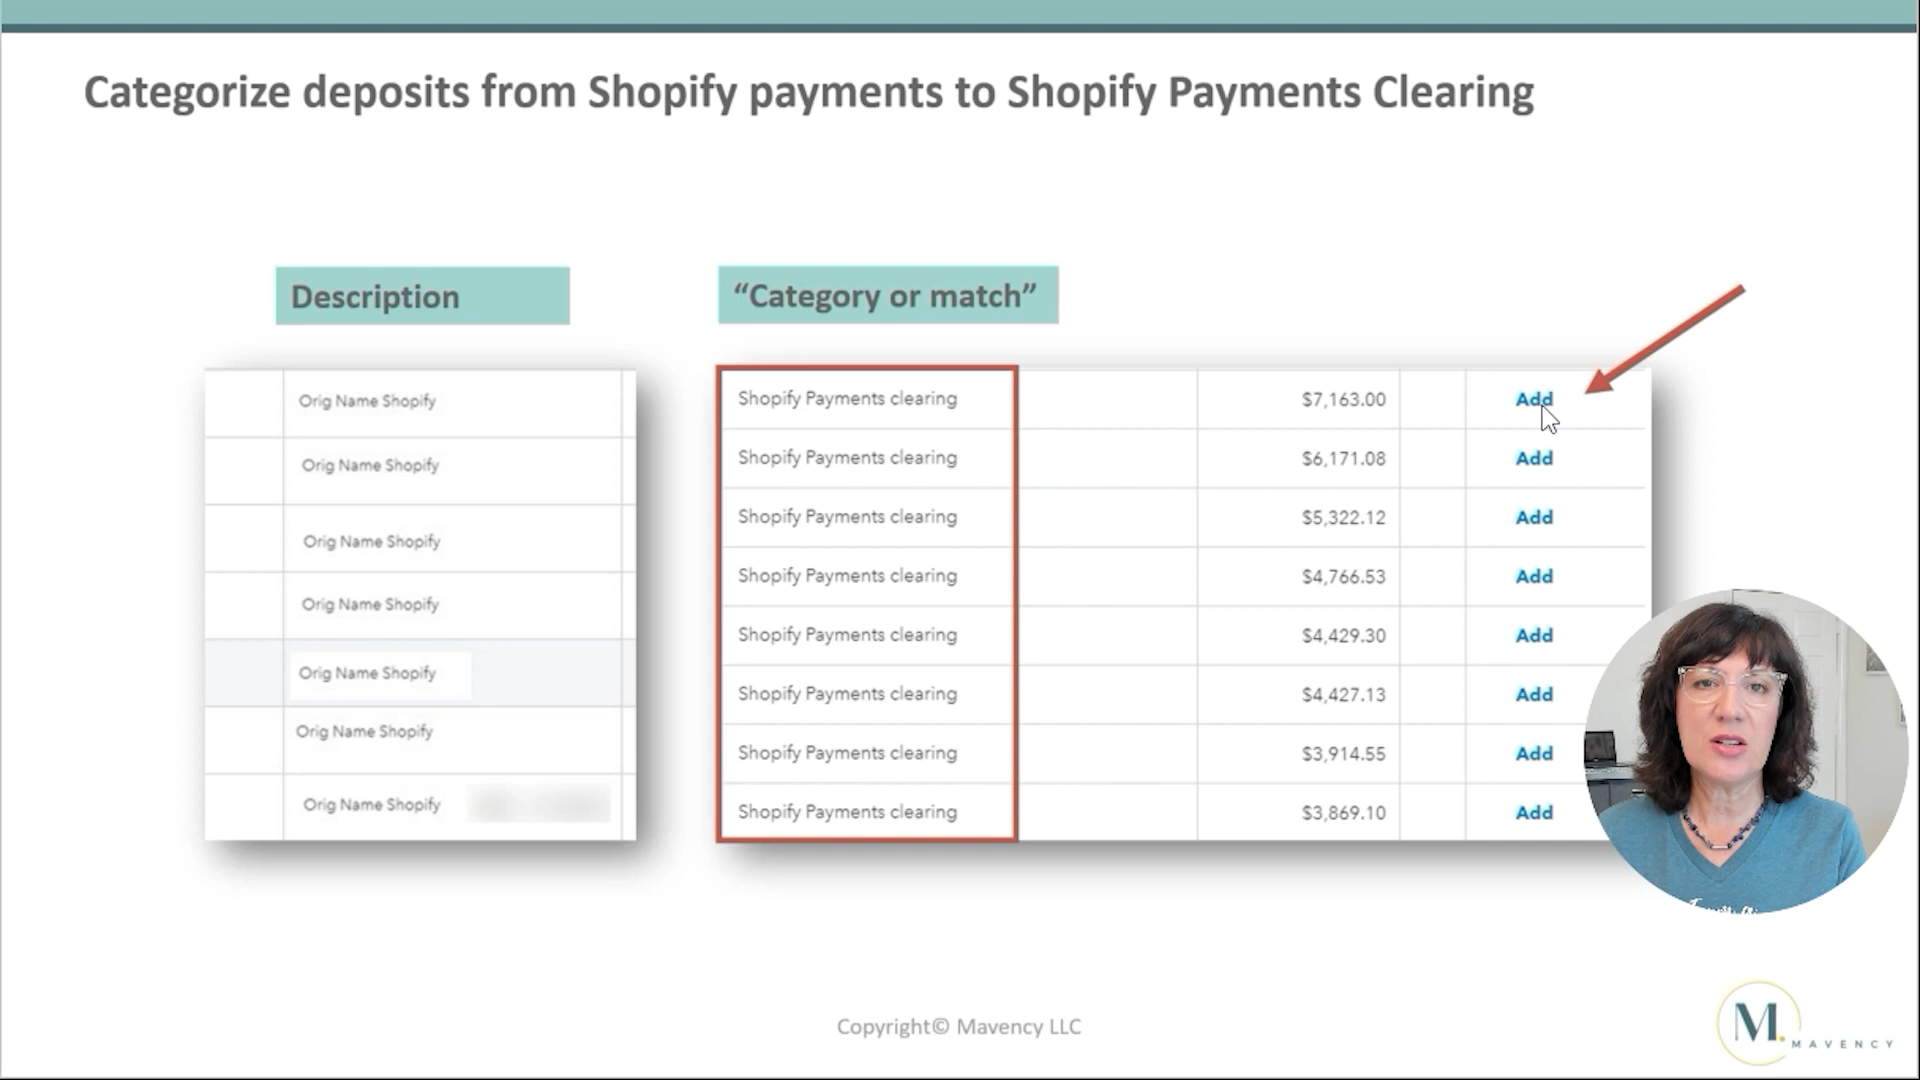 Categorize deposits from Shopify payments to Shopify Payments Clearing
Description
“Category or match”
Orig Name Shopify
Orig Name Shopify
Orig Name Shopify
Orig Name Shopify
Orig Name Shopify
Orig Name Shopify
Orig Name Shopify
Shopify Payments clearing $7,163.00 Add
Shopify Payments clearing $6,171.08 Add
Shopify Payments clearing $5,322.12 Add
Shopify Payments clearing $4,766.53 Add
Shopify Payments clearing $4,429.30 Add
Shopify Payments clearing $4,427.13 Add
Shopify Payments clearing $3,914.55 Add
Shopify Payments clearing $3,869.10 Add
Copyright© Mavency LLC
M.
MAVENCY